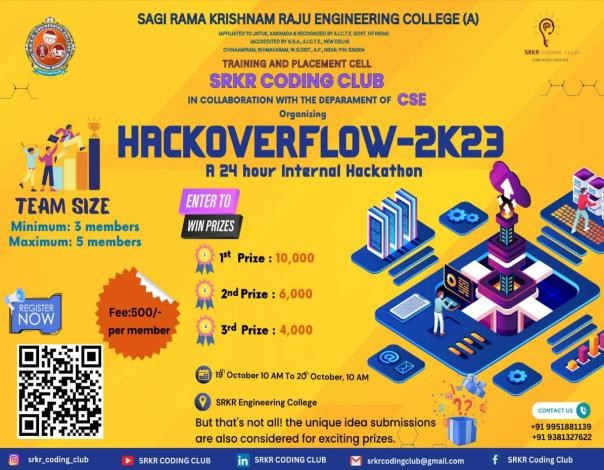 SAGI RAMA KRISHNAM RAJU ENGINEERING COLLEGE (A)
(AFFILIATED TO JNTUK, KAKINADA & RECOGNIZED BY A.I.C.T.E. GOVT. OF INDIA)
(ACCREDITED BY N.B.A., A.I.C.T.E., NEW DELHI
CHINAAMIRAM, BHIMAVARAM, W.G.DIST., A.P., INDIA: PIN: 534204
SRKR-CODING CLUB
TRAINING AND PLACEMENT CELL
SRKR CODING CLUB
IN COLLABORATION WITH THE DEPARAMENT OF CSE
Organizing
HACKOVERFLOW-2K23
A 24 hour Internal Hackathon
TEAM SIZE
Minimum: 3 members
Maximum: 5 members
ENTER TO
WIN PRIZES
1st Prize : 10,000
2nd Prize : 6,000
3rd Prize : 4,000
REGISTER
NOW
Fee:500/-
per member
19th October 10 AM To 20th October, 10 AM
SRKR Engineering College
But that's not all! the unique idea submissions
are also considered for exciting prizes.
CONTACT US
+91 9951881139
+91 9381327622
srkr_coding_club
SRKR CODING CLUB
SRKR CODING CLUB
srkrcodingclub@gmail.com
SRKR Coding Club